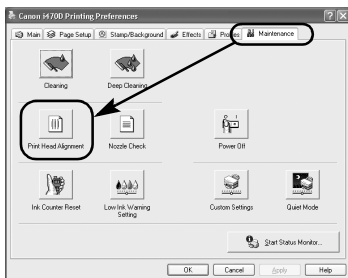 Canon i470D Printing Preferences
Main Page Setup Stamp/Background Effects Profiles Maintenance
Cleaning Deep Cleaning
Print Head Alignment Nozzle Check Power Off
Ink Counter Reset Low Ink Warning Setting Custom Settings Quiet Mode
Start Status Monitor...
OK Cancel Apply Help